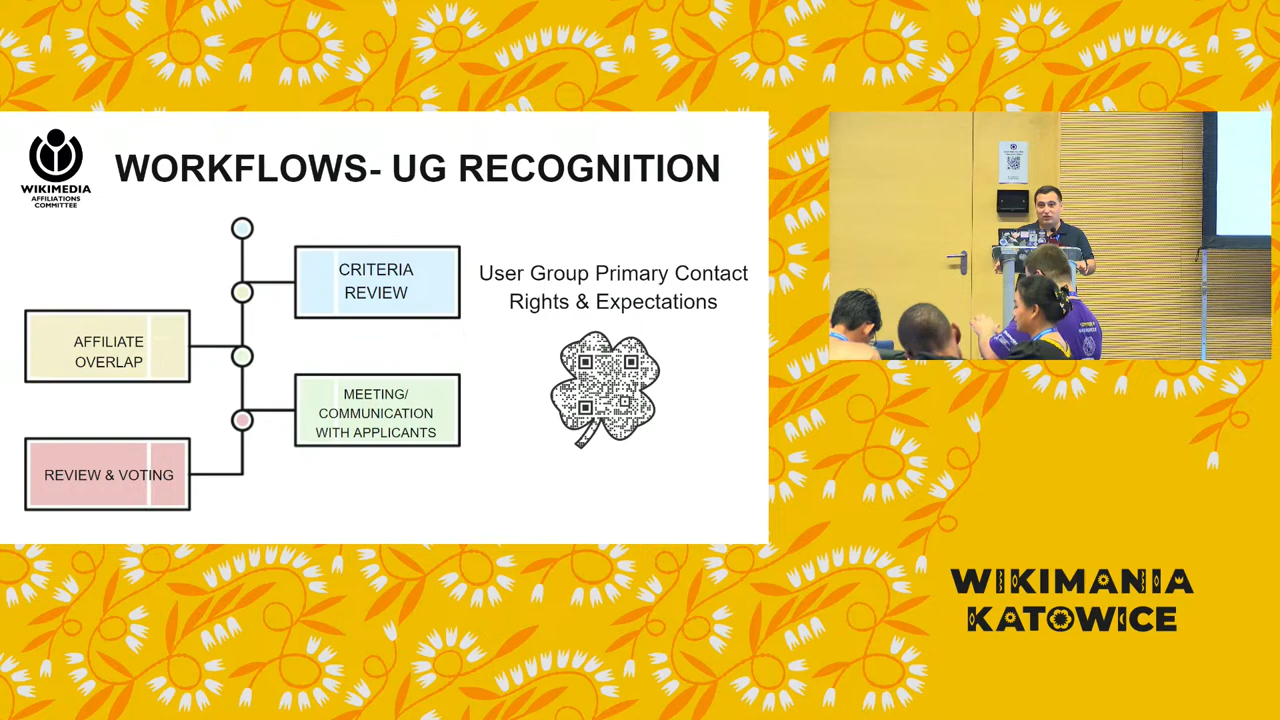 WIKIMEDIA
AFFILIATIONS
COMMITTEE
WORKFLOWS- UG RECOGNITION
CRITERIA
REVIEW
AFFILIATE
OVERLAP
MEETING/
COMMUNICATION
WITH APPLICANTS
REVIEW & VOTING
User Group Primary Contact
Rights & Expectations
WIKIMANIA
KATOWICE